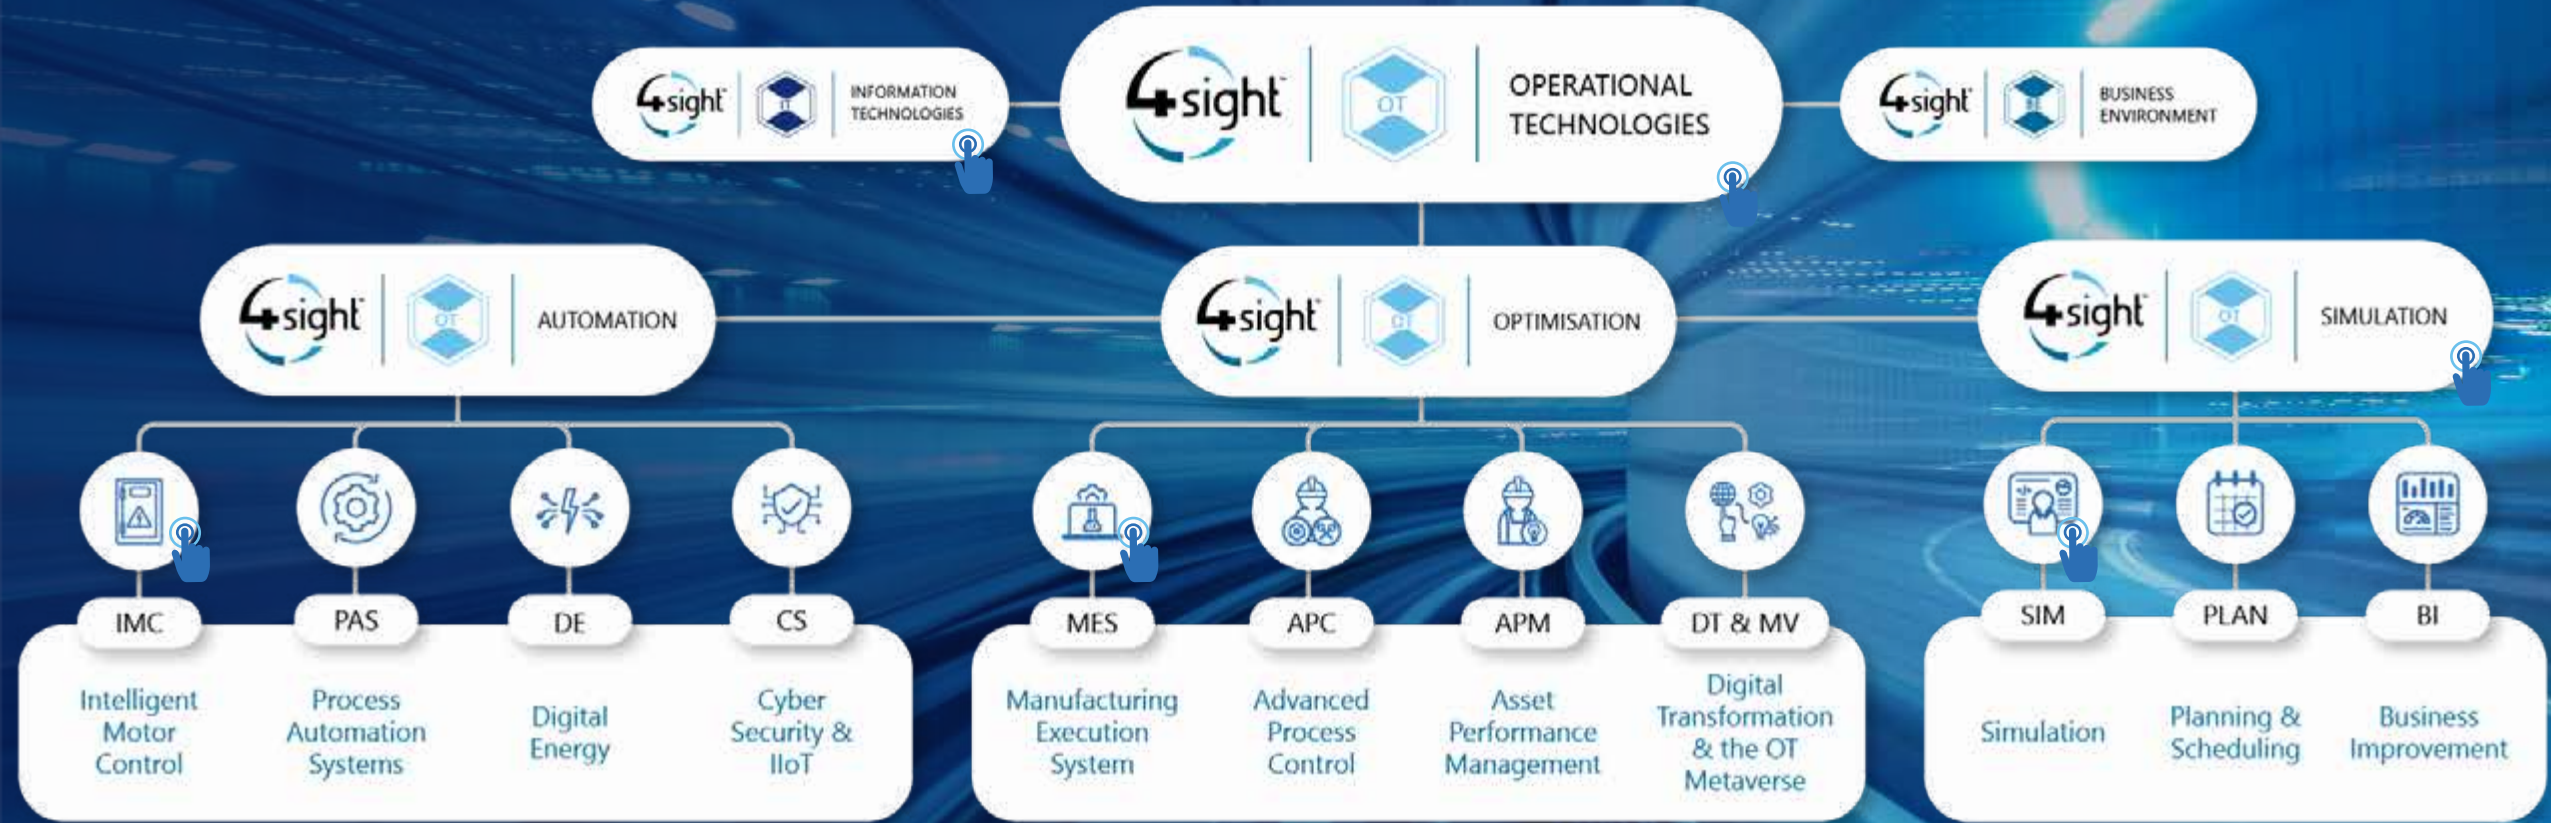 4sight
IT
INFORMATION
TECHNOLOGIES
4sight
OT
OPERATIONAL
TECHNOLOGIES
4sight
BE
BUSINESS
ENVIRONMENT
4sight
OT
AUTOMATION
4sight
OT
OPTIMISATION
4sight
OT
SIMULATION
IMC
PAS
DE
CS
MES
APC
APM
DT & MV
SIM
PLAN
BI
Intelligent
Motor
Control
Process
Automation
Systems
Digital
Energy
Cyber
Security &
IIoT
Manufacturing
Execution
System
Advanced
Process
Control
Asset
Performance
Management
Digital
Transformation
& the OT
Metaverse
Simulation
Planning &
Scheduling
Business
Improvement